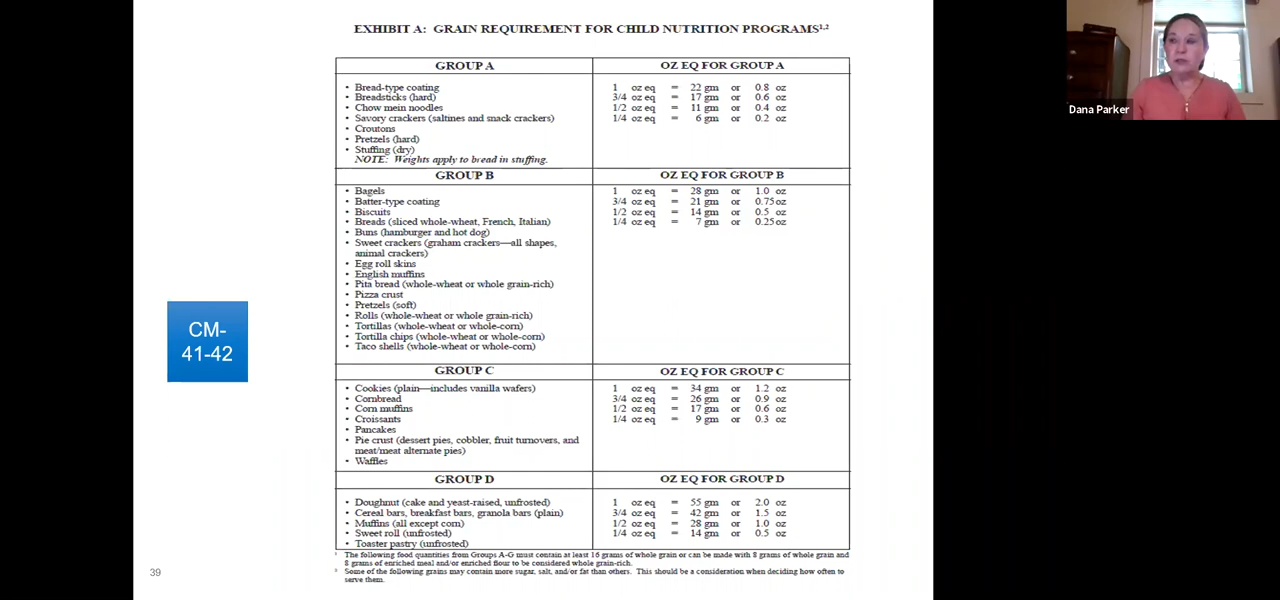 EXHIBIT A: GRAIN REQUIREMENT FOR CHILD NUTRITION PROGRAMS1,2
GROUP A
OZ EQ FOR GROUP A
• Bread-type coating
• Breadsticks (hard)
• Chow mein noodles
• Savory crackers (saltines and snack crackers)
• Croutons
• Pretzels (hard)
• Stuffing (dry)
NOTE: Weights apply to bread in stuffing.
1 oz eq = 22 gm or 0.8 oz
3/4 oz eq = 17 gm or 0.6 oz
1/2 oz eq = 11 gm or 0.4 oz
1/4 oz eq = 6 gm or 0.2 oz
GROUP B
OZ EQ FOR GROUP B
• Bagels
• Batter-type coating
• Biscuits
• Breads (sliced whole-wheat, French, Italian)
• Buns (hamburger and hot dog)
• Sweet crackers (graham crackers—all shapes,
animal crackers)
• Egg roll skins
• English muffins
• Pita bread (whole-wheat or whole grain-rich)
• Pizza crust
• Pretzels (soft)
• Rolls (whole-wheat or whole grain-rich)
• Tortillas (whole-wheat or whole-corn)
• Tortilla chips (whole-wheat or whole-corn)
• Taco shells (whole-wheat or whole-corn)
1 oz eq = 28 gm or 1.0 oz
3/4 oz eq = 21 gm or 0.75 oz
1/2 oz eq = 14 gm or 0.5 oz
1/4 oz eq = 7 gm or 0.25 oz
GROUP C
OZ EQ FOR GROUP C
• Cookies (plain—includes vanilla wafers)
• Cornbread
• Corn muffins
• Croissants
• Pancakes
• Pie crust (dessert pies, cobbler, fruit turnovers, and
meat/meat alternate pies)
• Waffles
1 oz eq = 34 gm or 1.2 oz
3/4 oz eq = 26 gm or 0.9 oz
1/2 oz eq = 17 gm or 0.6 oz
1/4 oz eq = 9 gm or 0.3 oz
GROUP D
OZ EQ FOR GROUP D
• Doughnut (cake and yeast-raised, unfrosted)
• Cereal bars, breakfast bars, granola bars (plain)
• Muffins (all except corn)
• Sweet roll (unfrosted)
• Toaster pastry (unfrosted)
1 oz eq = 55 gm or 2.0 oz
3/4 oz eq = 42 gm or 1.5 oz
1/2 oz eq = 28 gm or 1.0 oz
1/4 oz eq = 14 gm or 0.5 oz
The following food quantities from Groups A-G must contain at least 16 grams of whole grain or can be made with 8 grams of whole grain and
8 grams of enriched meal and/or enriched flour to be considered whole grain-rich.
Some of the following grains may contain more sugar, salt, and/or fat than others. This should be a consideration when deciding how often to
serve them.
CM-
41-42
39
Dana Parker